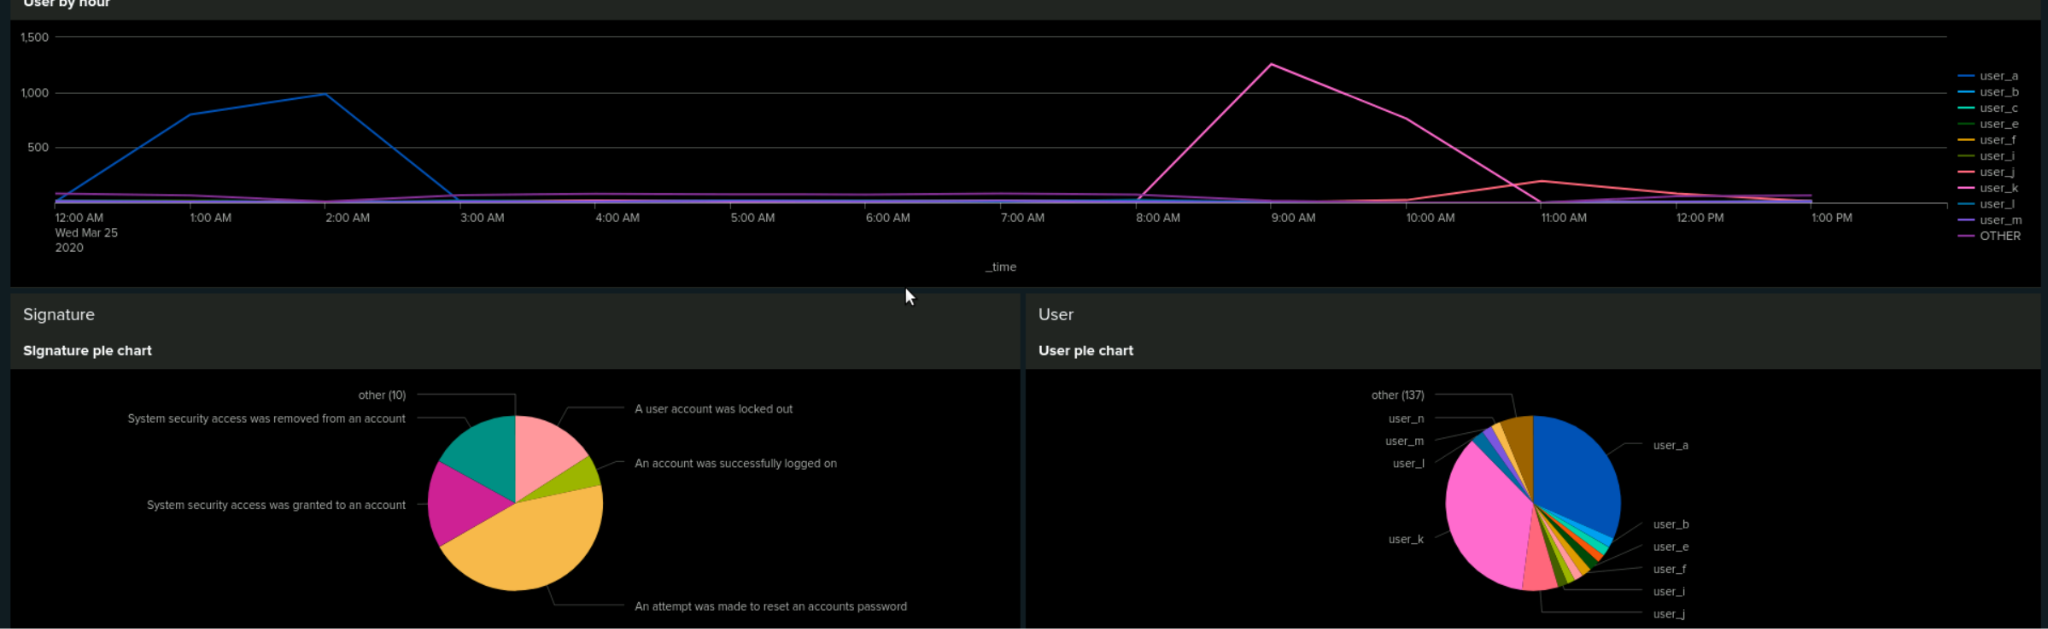 User by hour
1,500
1,000
500
user_a
user_b
user_c
user_e
user_f
user_i
user_j
user_k
user_l
user_m
OTHER
12:00 AM
Wed Mar 25
2020
1:00 AM
2:00 AM
3:00 AM
4:00 AM
5:00 AM
6:00 AM
7:00 AM
8:00 AM
9:00 AM
10:00 AM
11:00 AM
12:00 PM
1:00 PM
_time
Signature
Signature pie chart
other (10)
System security access was removed from an account
System security access was granted to an account
A user account was locked out
An account was successfully logged on
An attempt was made to reset an accounts password
User
User pie chart
other (137)
user_n
user_m
user_l
user_k
user_a
user_b
user_e
user_f
user_i
user_j